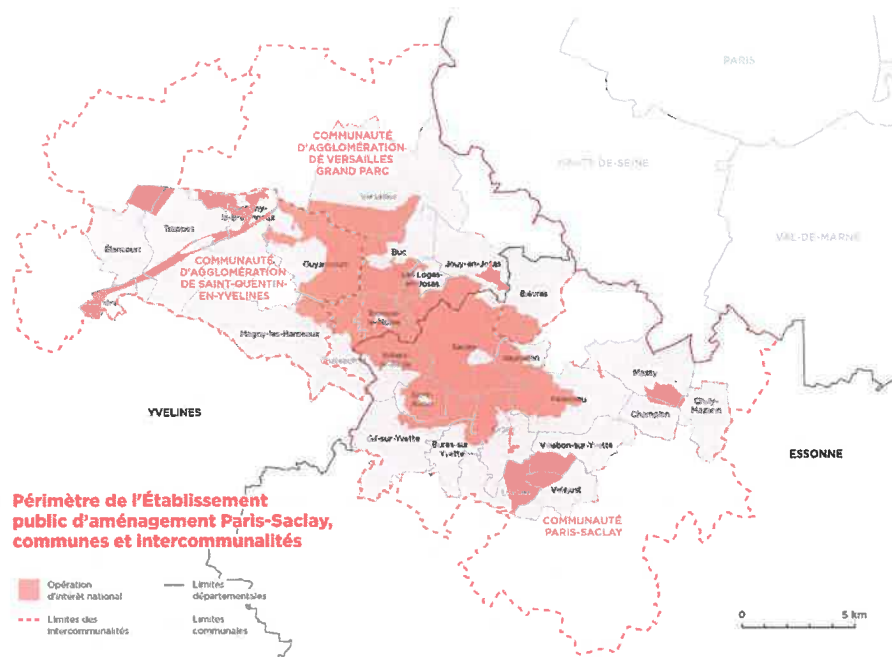 PARIS
COMMUNAUTÉ
D'AGGLOMÉRATION
DE VERSAILLES
GRAND PARC
DE-SEINE
VAL-DE-MARNE
Trappes
Élancourt
COMMUNAUTÉ
D'AGGLOMÉRATION
DE SAINT-QUENTIN-
EN-YVELINES
Buc
Jouy-en-Josas
Les Loges-
en-Josas
Bièvres
Magny-les-Hameaux
Saclay
YVELINES
Massy
Champlan
Chilly-
Mazarin
Gif-sur-Yvette
Bures-sur
Yvette
Villebon-sur-Yvette
ESSONNE
Villejust
COMMUNAUTÉ
PARIS-SACLAY
Périmètre de l'Établissement
public d'aménagement Paris-Saclay,
communes et intercommunalités
Opération
d'intérêt national
Limites
départementales
Limites des
intercommunalités
Limites
communales
0 5 km